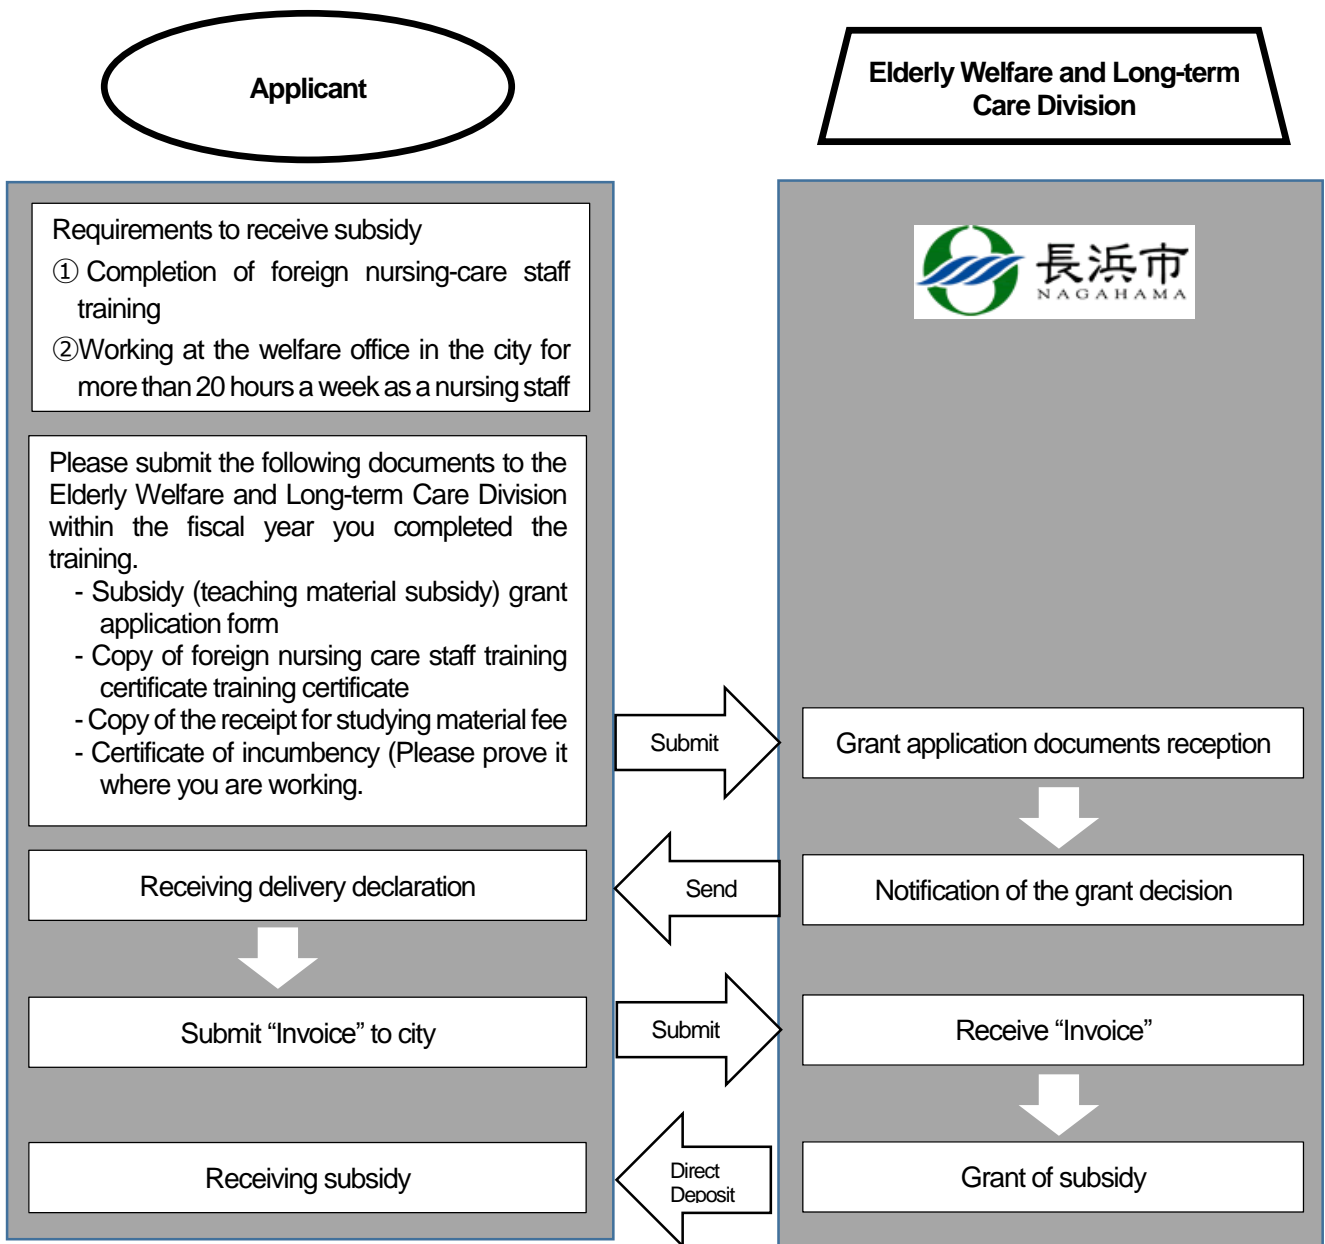 Applicant
Elderly Welfare and Long-term
Care Division
Requirements to receive subsidy
① Completion of foreign nursing-care staff
training
②Working at the welfare office in the city for
more than 20 hours a week as a nursing staff
長浜市
NAGAHAMA
Please submit the following documents to the
Elderly Welfare and Long-term Care Division
within the fiscal year you completed the
training.
- Subsidy (teaching material subsidy) grant
application form
- Copy of foreign nursing care staff training
certificate training certificate
- Copy of the receipt for studying material fee
- Certificate of incumbency (Please prove it
where you are working.
Submit
Grant application documents reception
Receiving delivery declaration
Send
Notification of the grant decision
Submit “Invoice” to city
Submit
Receive “Invoice”
Receiving subsidy
Direct
Deposit
Grant of subsidy